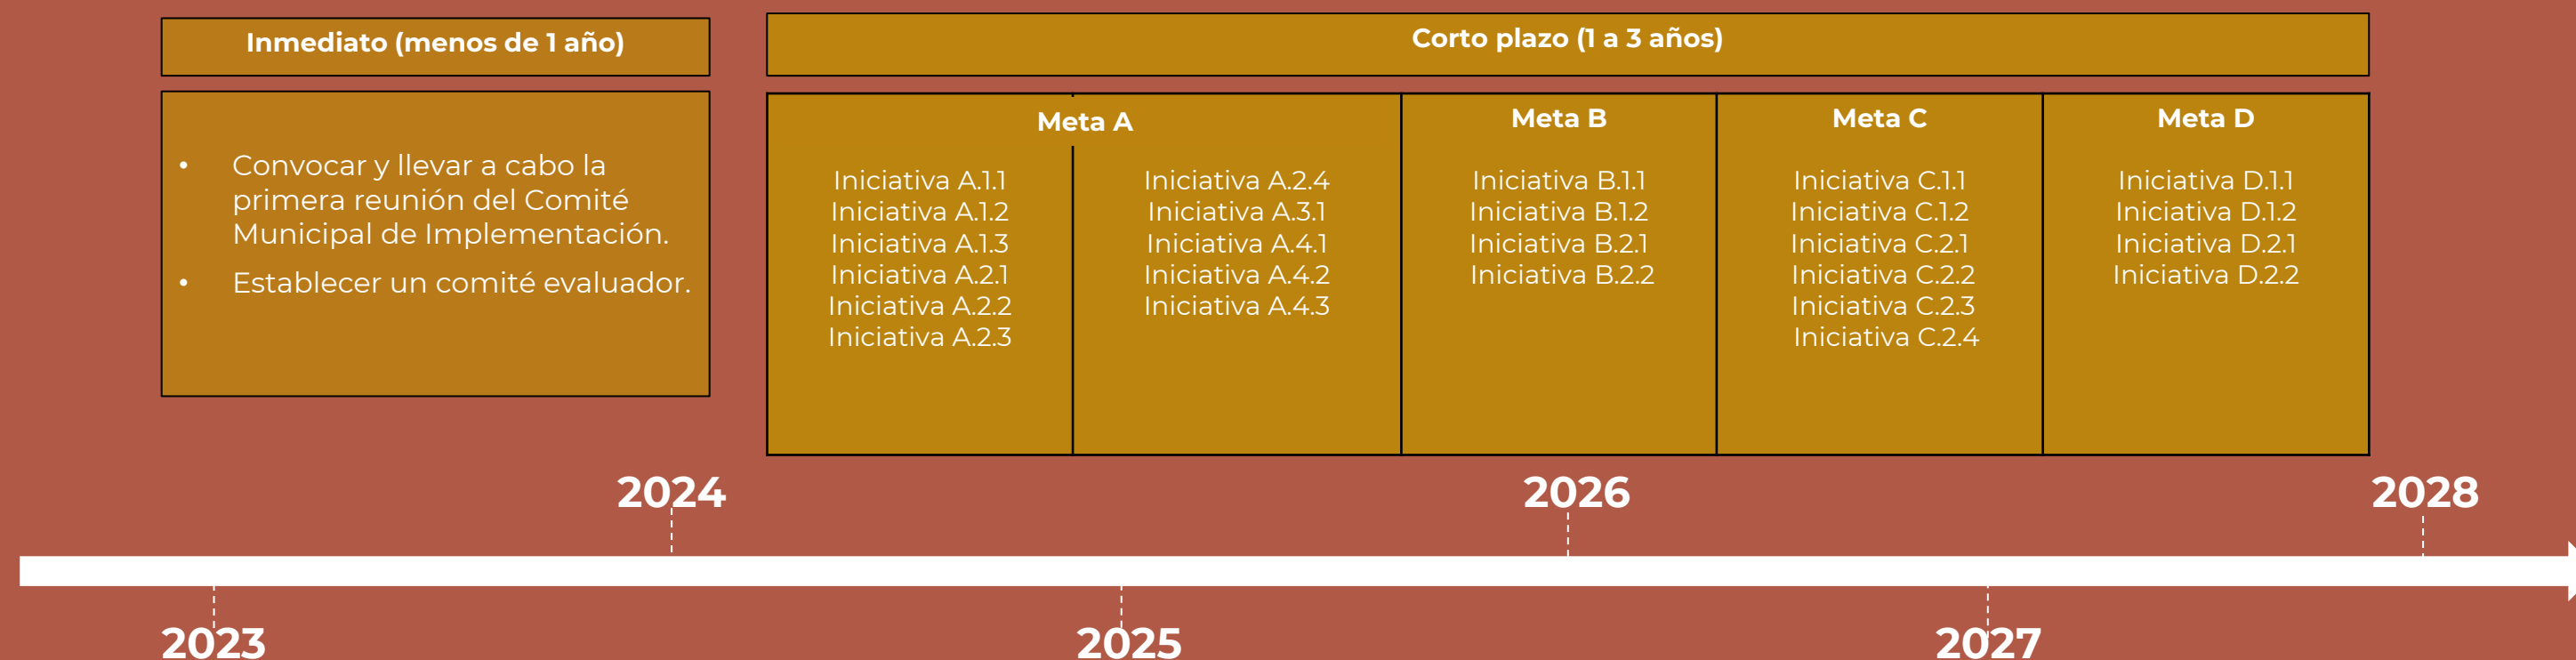 Inmediato (menos de 1 año)
• Convocar y llevar a cabo la
primera reunión del Comité
Municipal de Implementación.
• Establecer un comité evaluador.
Corto plazo (1 a 3 años)
Meta A
Iniciativa A.1.1
Iniciativa A.1.2
Iniciativa A.1.3
Iniciativa A.2.1
Iniciativa A.2.2
Iniciativa A.2.3
Iniciativa A.2.4
Iniciativa A.3.1
Iniciativa A.4.1
Iniciativa A.4.2
Iniciativa A.4.3
Meta B
Iniciativa B.1.1
Iniciativa B.1.2
Iniciativa B.2.1
Iniciativa B.2.2
Meta C
Iniciativa C.1.1
Iniciativa C.1.2
Iniciativa C.2.1
Iniciativa C.2.2
Iniciativa C.2.3
Iniciativa C.2.4
Meta D
Iniciativa D.1.1
Iniciativa D.1.2
Iniciativa D.2.1
Iniciativa D.2.2
2024
2026
2028
2023
2025
2027